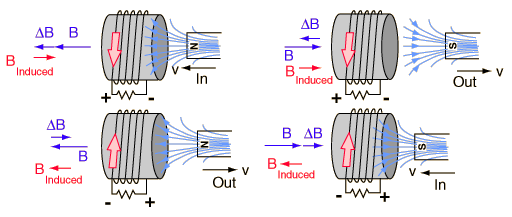 ΔB B
B
Induced
N
v In
+ -
ΔB
B
B
Induced
S
v
Out
+ -
ΔB
B
B
Induced
N
v
Out
- +
B ΔB
B
Induced
S
v In
- +